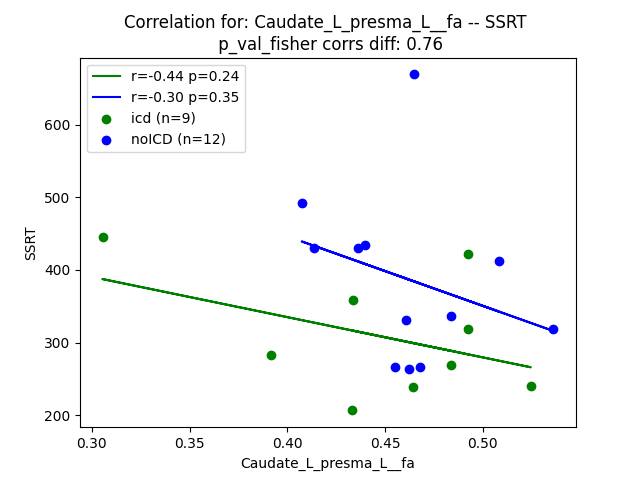 Correlation for: Caudate_L_presma_L__fa -- SSRT
p_val_fisher corrs diff: 0.76
r=-0.44 p=0.24
r=-0.30 p=0.35
icd (n=9)
noICD (n=12)
600
500
400
300
200
SSRT
0.30 0.35 0.40 0.45 0.50
Caudate_L_presma_L__fa